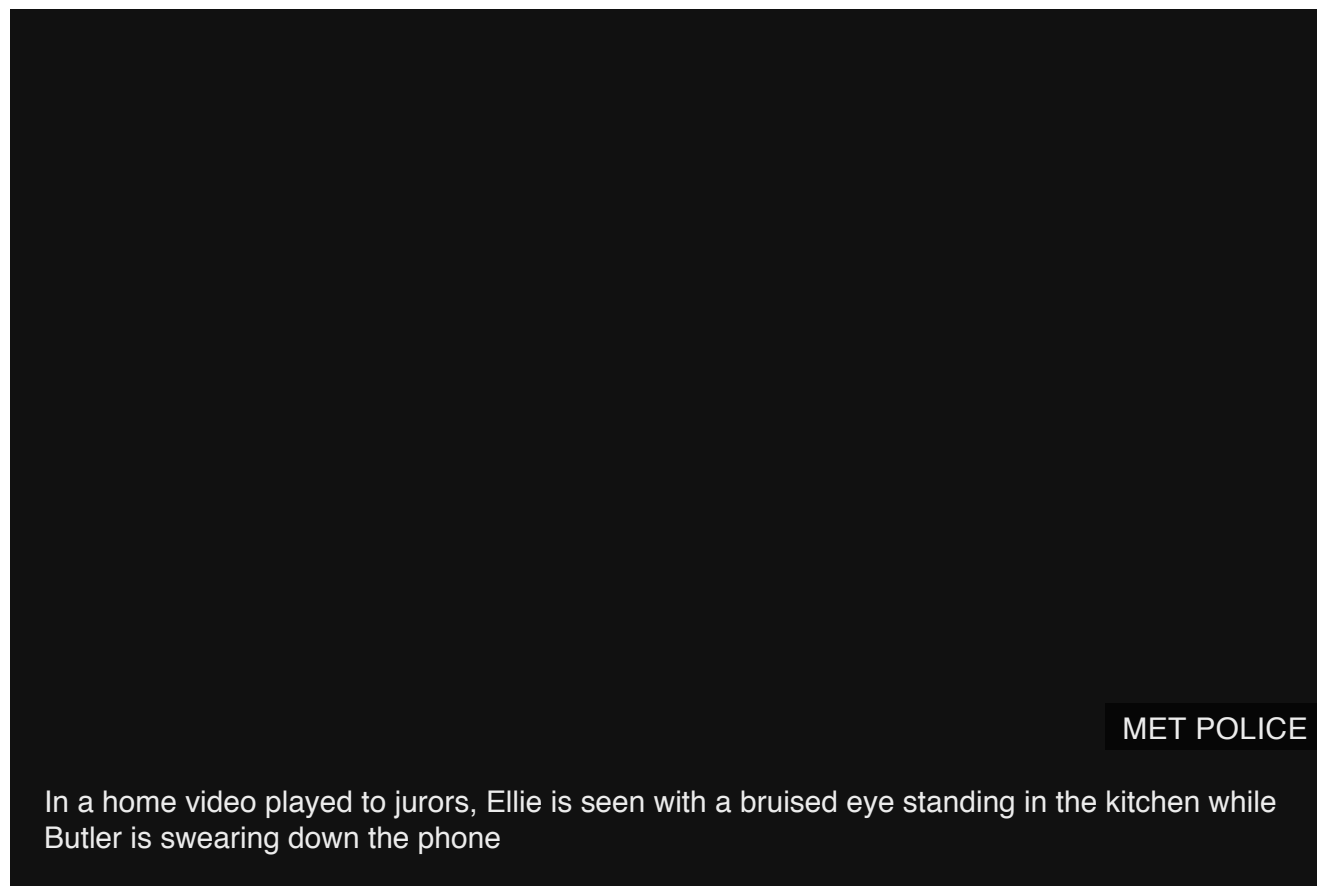 MET POLICE
In a home video played to jurors, Ellie is seen with a bruised eye standing in the kitchen while
Butler is swearing down the phone